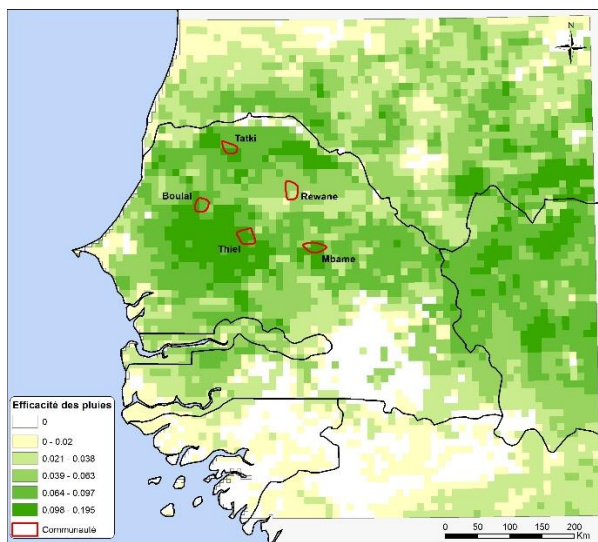 N
Tatki
Boulal
Rewane
Thiel
Mbame
Efficacité des pluies
0
0 - 0.02
0.021 - 0.038
0.039 - 0.063
0.064 - 0.097
0.098 - 0.195
Communauté
0 50 100 150 200
Km